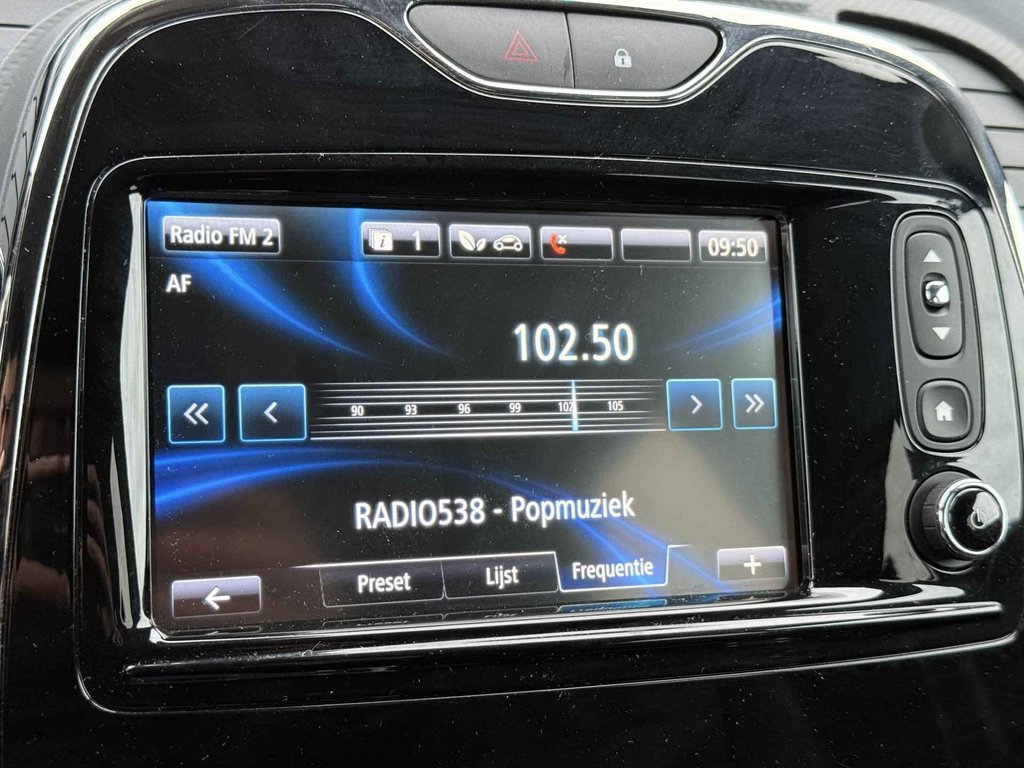 Radio FM 2
1
09:50
AF
102.50
90 93 96 99 102 105
RADIO538 - Popmuziek
Preset
Lijst
Frequentie
+